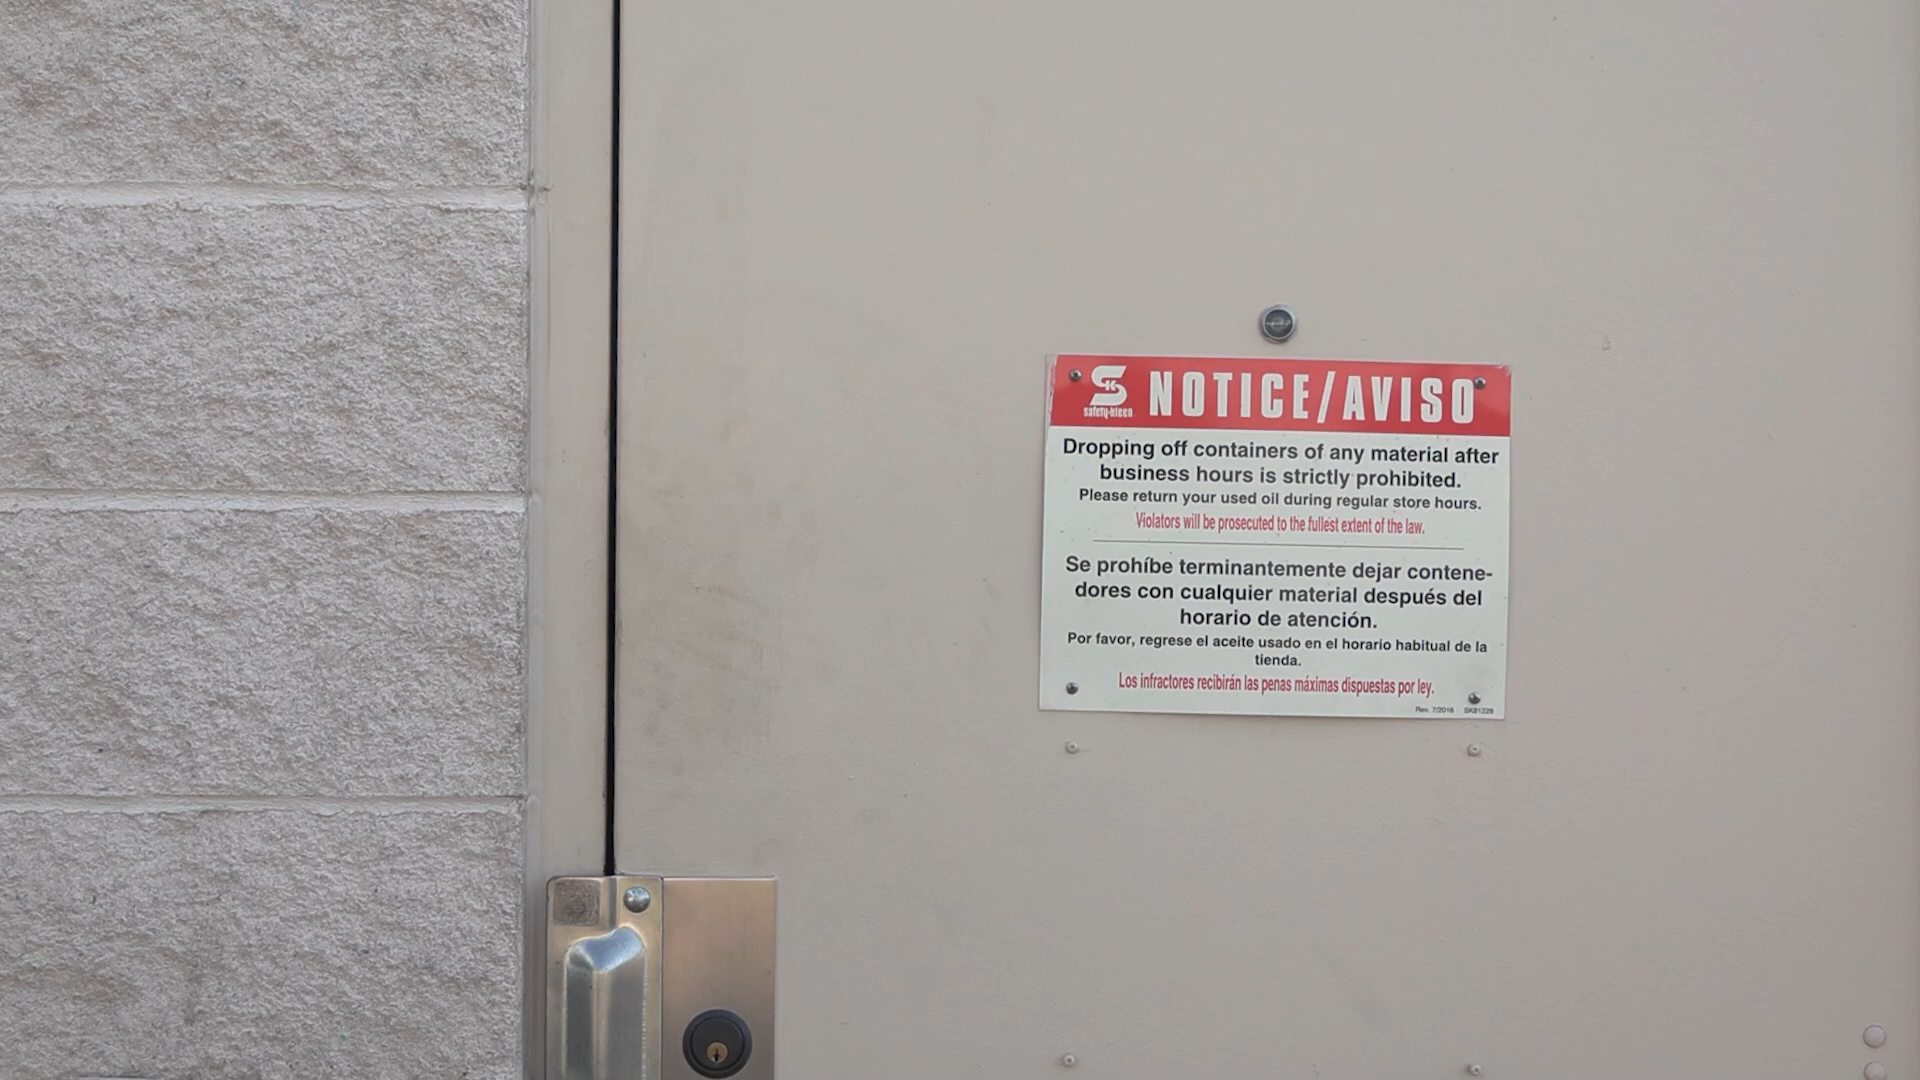 safety-kleen
NOTICE/AVISO
Dropping off containers of any material after
business hours is strictly prohibited.
Please return your used oil during regular store hours.
Violators will be prosecuted to the fullest extent of the law.
Se prohíbe terminantemente dejar contene-
dores con cualquier material después del
horario de atención.
Por favor, regrese el aceite usado en el horario habitual de la
tienda.
Los infractores recibirán las penas máximas dispuestas por ley.
Rev. 7/2016 SK81228